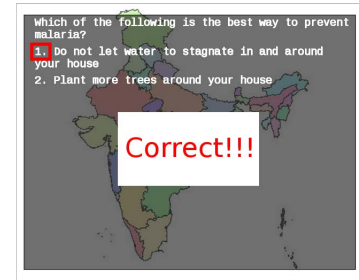 Which of the following is the best way to prevent
malaria?
1. Do not let water to stagnate in and around
your house
2. Plant more trees around your house
Correct!!!